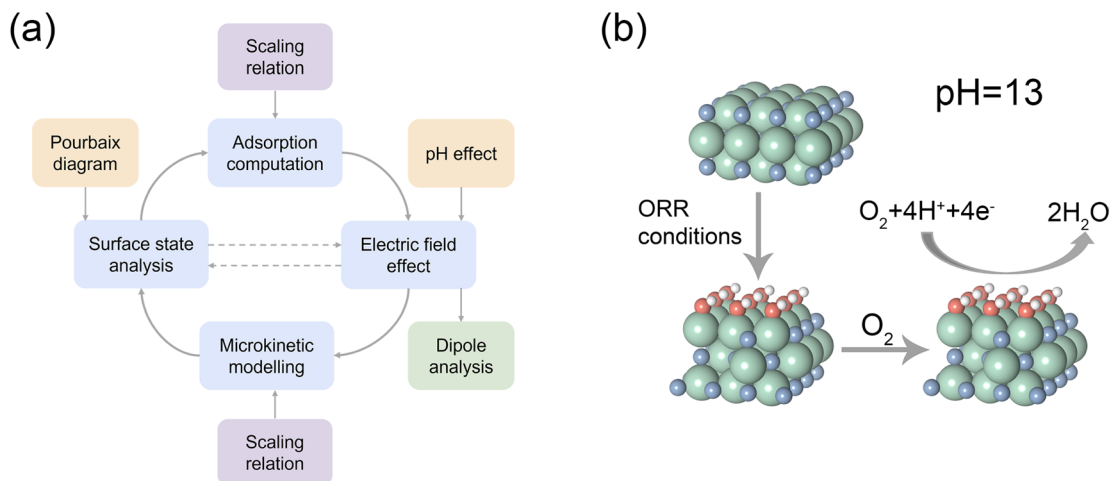 (a)
Scaling
relation
Pourbaix
diagram
Adsorption
computation
pH effect
Surface state
analysis
Electric field
effect
Microkinetic
modelling
Dipole
analysis
Scaling
relation
(b)
pH=13
ORR
conditions
O₂+4H⁺+4e⁻
2H₂O
O₂